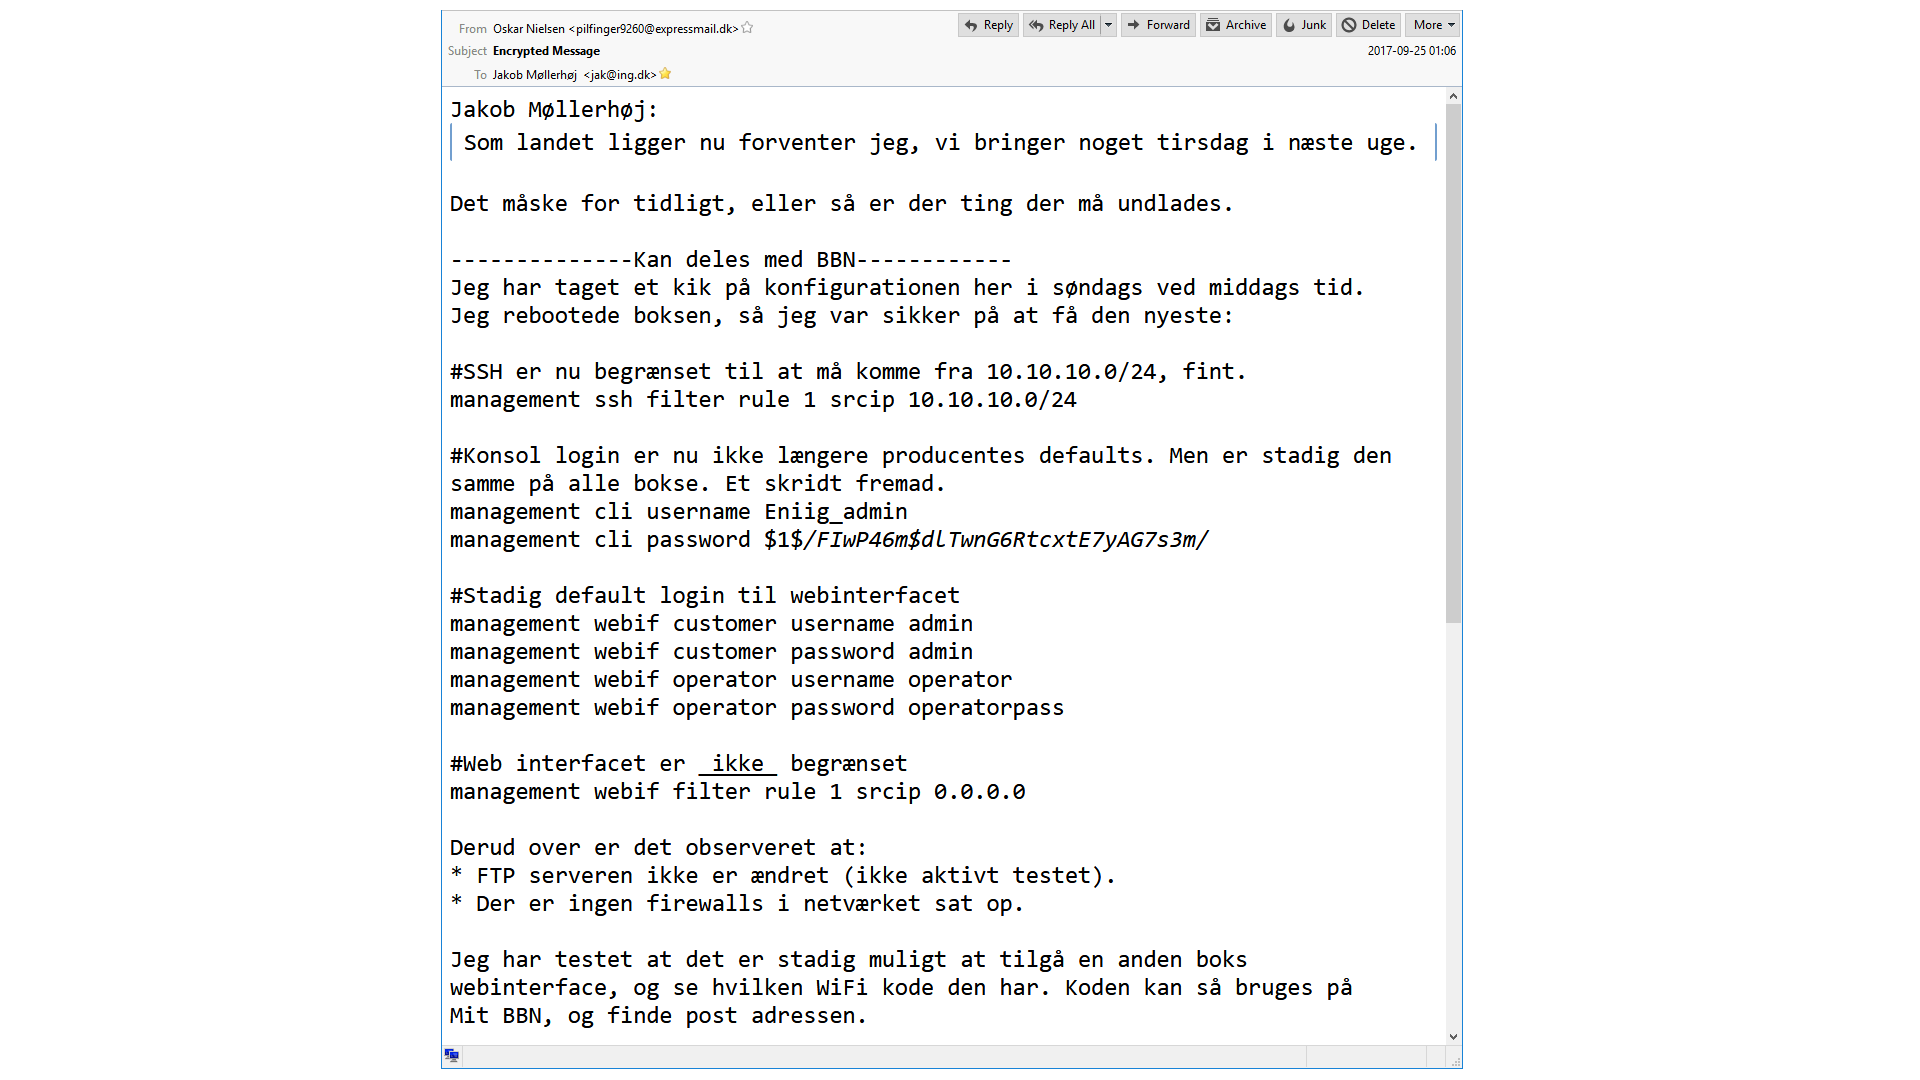 From Oskar Nielsen <pilfinger9260@expressmail.dk>
Reply Reply All Forward Archive Junk Delete More
Subject Encrypted Message
2017-09-25 01:06
To Jakob Møllerhøj <jak@ing.dk>
Jakob Møllerhøj:
Som landet ligger nu forventer jeg, vi bringer noget tirsdag i næste uge.
Det måske for tidligt, eller så er der ting der må undlades.
--------------Kan deles med BBN------------
Jeg har taget et kik på konfigurationen her i søndags ved middags tid.
Jeg rebootede boksen, så jeg var sikker på at få den nyeste:
#SSH er nu begrænset til at må komme fra 10.10.10.0/24, fint.
management ssh filter rule 1 srcip 10.10.10.0/24
#Konsol login er nu ikke længere producentes defaults. Men er stadig den
samme på alle bokse. Et skridt fremad.
management cli username Eniig_admin
management cli password $1$/FIwP46m$dlTwnG6RtcxtE7yAG7s3m/
#Stadig default login til webinterfacet
management webif customer username admin
management webif customer password admin
management webif operator username operator
management webif operator password operatorpass
#Web interfacet er _ikke_ begrænset
management webif filter rule 1 srcip 0.0.0.0
Derud over er det observeret at:
* FTP serveren ikke er ændret (ikke aktivt testet).
* Der er ingen firewalls i netværket sat op.
Jeg har testet at det er stadig muligt at tilgå en anden boks
webinterface, og se hvilken WiFi kode den har. Koden kan så bruges på
Mit BBN, og finde post adressen.